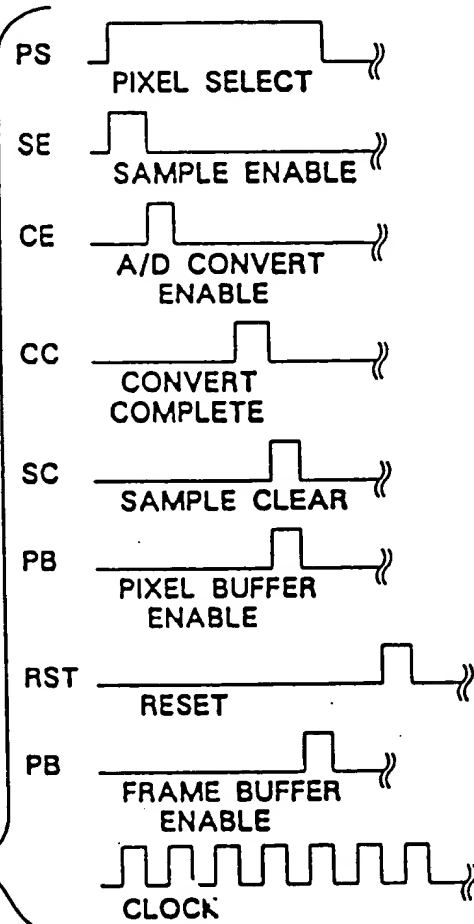 PS
PIXEL SELECT
SE
SAMPLE ENABLE
CE
A/D CONVERT
ENABLE
CC
CONVERT
COMPLETE
SC
SAMPLE CLEAR
PB
PIXEL BUFFER
ENABLE
RST
RESET
PB
FRAME BUFFER
ENABLE
CLOCK